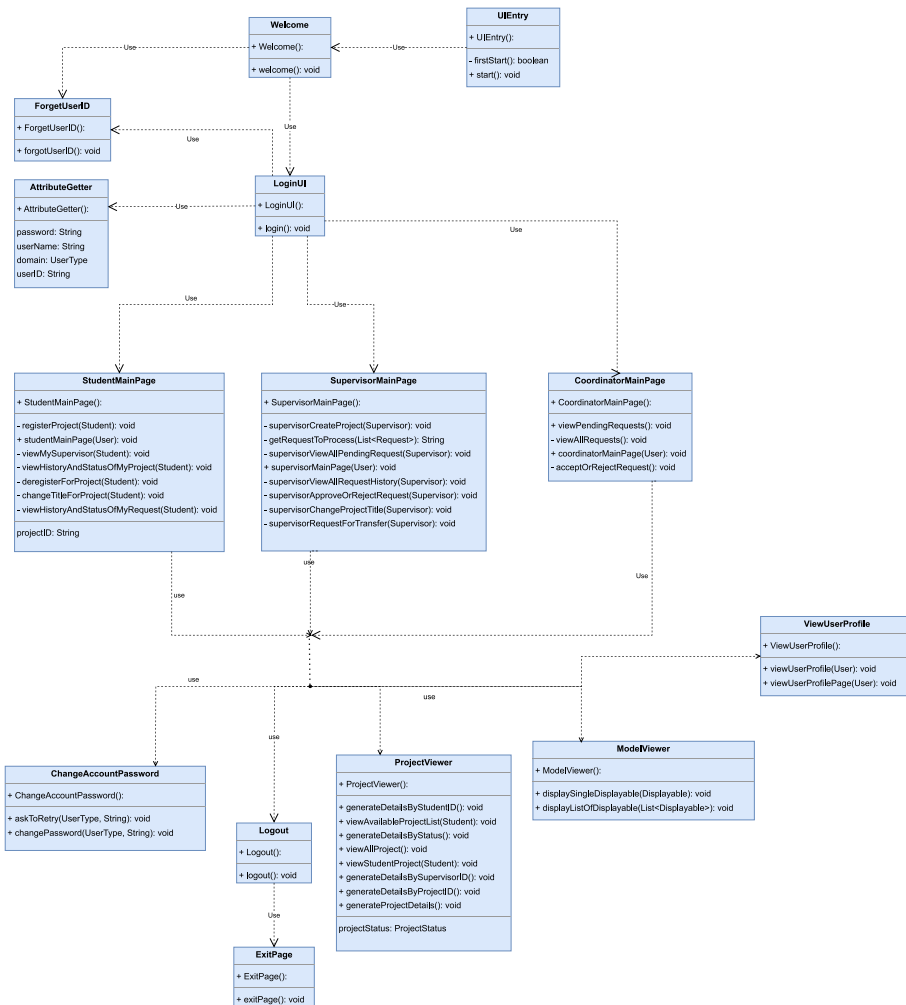 Welcome
+ Welcome():
+ welcome(): void
UIEntry
+ UIEntry():
- firstStart(): boolean
+ start(): void
Use
Use
ForgetUserID
+ ForgetUserID():
+ forgotUserID(): void
Use
Use
AttributeGetter
+ AttributeGetter():
password: String
userName: String
domain: UserType
userID: String
Use
LoginUI
+ LoginUI():
+ login(): void
Use
Use
Use
StudentMainPage
+ StudentMainPage():
- registerProject(Student): void
+ studentMainPage(User): void
- viewMySupervisor(Student): void
- viewHistoryAndStatusOfMyProject(Student): void
- deregisterForProject(Student): void
- changeTitleForProject(Student): void
- viewHistoryAndStatusOfMyRequest(Student): void
projectID: String
SupervisorMainPage
+ SupervisorMainPage():
- supervisorCreateProject(Supervisor): void
- getRequestToProcess(List<Request>): String
- supervisorViewAllPendingRequest(Supervisor): void
+ supervisorMainPage(User): void
- supervisorViewAllRequestHistory(Supervisor): void
- supervisorApproveOrRejectRequest(Supervisor): void
- supervisorChangeProjectTitle(Supervisor): void
- supervisorRequestForTransfer(Supervisor): void
CoordinatorMainPage
+ CoordinatorMainPage():
+ viewPendingRequests(): void
- viewAllRequests(): void
+ coordinatorMainPage(User): void
- acceptOrRejectRequest(): void
use
use
Use
ViewUserProfile
+ ViewUserProfile():
+ viewUserProfile(User): void
+ viewUserProfilePage(User): void
use
use
use
ChangeAccountPassword
+ ChangeAccountPassword():
+ askToRetry(UserType, String): void
+ changePassword(UserType, String): void
Logout
+ Logout():
+ logout(): void
ProjectViewer
+ ProjectViewer():
+ generateDetailsByStudentID(): void
+ viewAvailableProjectList(Student): void
+ generateDetailsByStatus(): void
+ viewAllProject(): void
+ viewStudentProject(Student): void
+ generateDetailsBySupervisorID(): void
+ generateDetailsByProjectID(): void
+ generateProjectDetails(): void
projectStatus: ProjectStatus
ModelViewer
+ ModelViewer():
+ displaySingleDisplayable(Displayable): void
+ displayListOfDisplayable(List<Displayable>): void
Use
ExitPage
+ ExitPage():
+ exitPage(): void